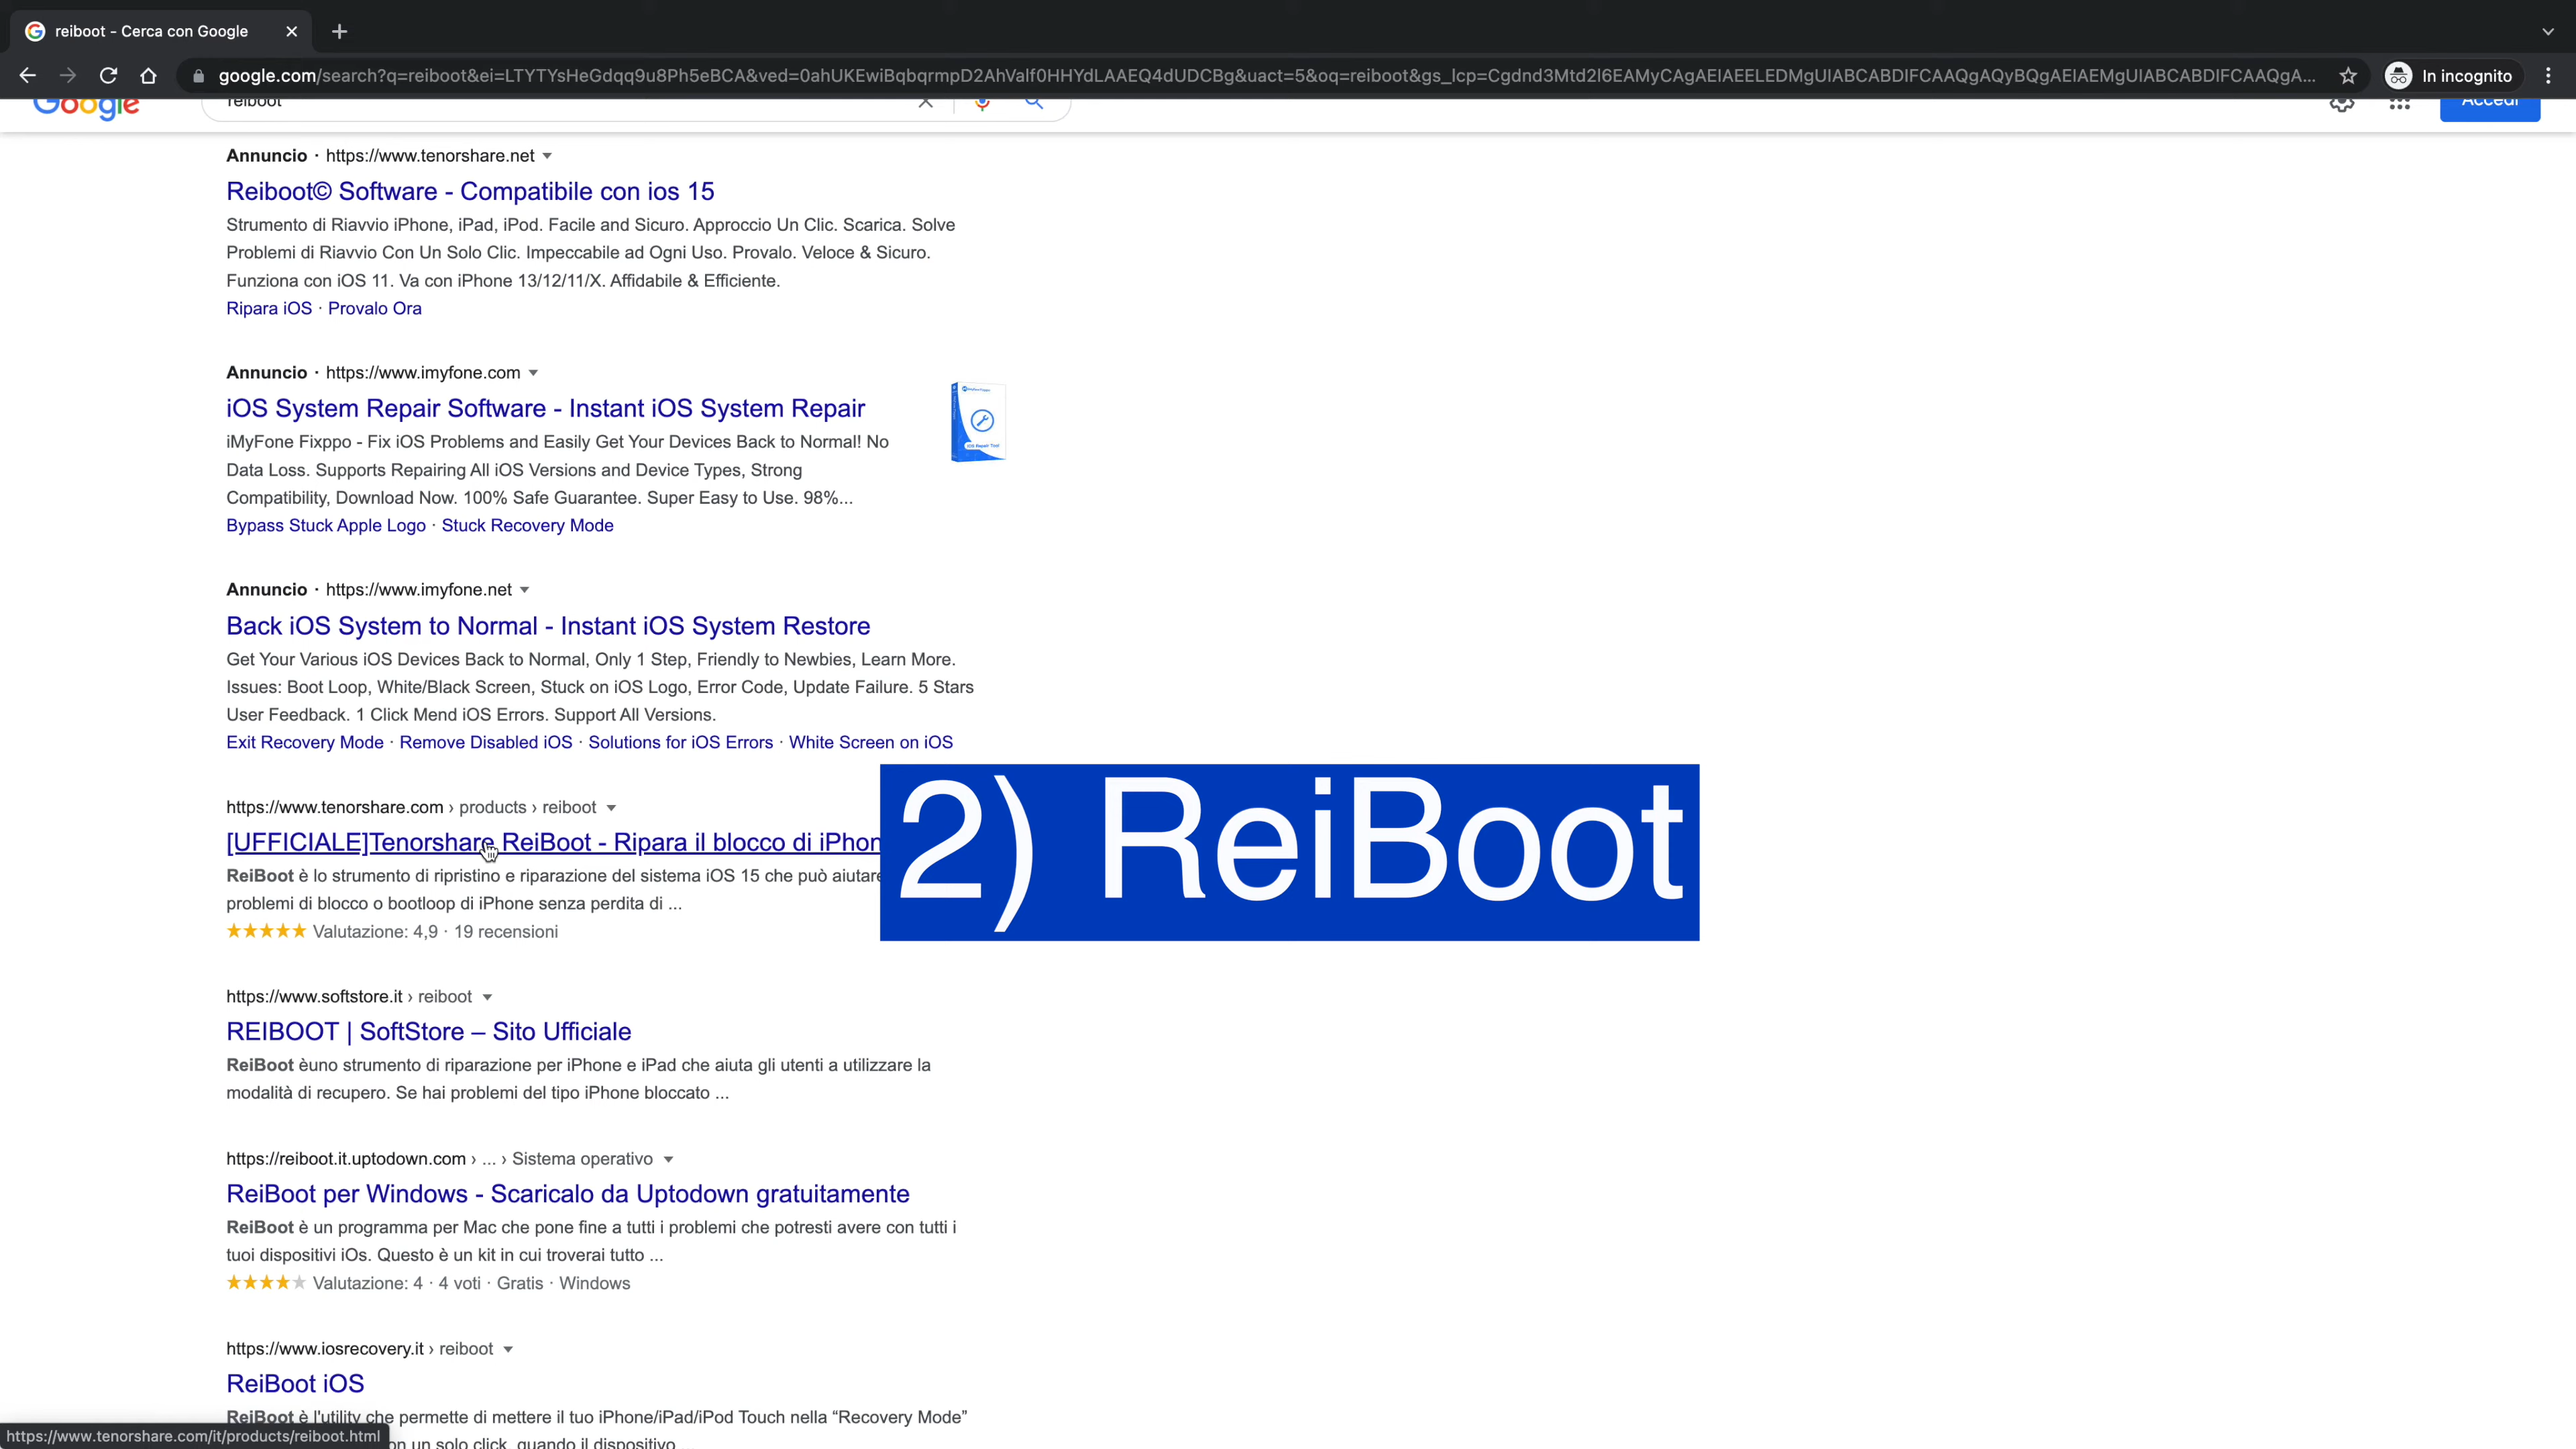 reiboot - Cerca con Google
google.com/search?q=reiboot&ei=LTYTYsHeGdqq9u8Ph5eBCA&ved=0ahUKEwiBqbqrmpD2AhValf0HHYdLAAEQ4dUDCBg&uact=5&oq=reiboot&gs_lcp=Cgdnd3Mtd2l6EAMyCAgAEIAEELEDMgUIABCABDIFCAAQgAQyBQgAEIAEMgUIABCABDIFCAAQgA...
In incognito
Google
reiboot
Accedi
Annuncio · https://www.tenorshare.net
Reiboot© Software - Compatibile con ios 15
Strumento di Riavvio iPhone, iPad, iPod. Facile and Sicuro. Approccio Un Clic. Scarica. Solve
Problemi di Riavvio Con Un Solo Clic. Impeccabile ad Ogni Uso. Provalo. Veloce & Sicuro.
Funziona con iOS 11. Va con iPhone 13/12/11/X. Affidabile & Efficiente.
Ripara iOS · Provalo Ora
Annuncio · https://www.imyfone.com
iOS System Repair Software - Instant iOS System Repair
iMyFone Fixppo - Fix iOS Problems and Easily Get Your Devices Back to Normal! No
Data Loss. Supports Repairing All iOS Versions and Device Types, Strong
Compatibility, Download Now. 100% Safe Guarantee. Super Easy to Use. 98%...
Bypass Stuck Apple Logo · Stuck Recovery Mode
Annuncio · https://www.imyfone.net
Back iOS System to Normal - Instant iOS System Restore
Get Your Various iOS Devices Back to Normal, Only 1 Step, Friendly to Newbies, Learn More.
Issues: Boot Loop, White/Black Screen, Stuck on iOS Logo, Error Code, Update Failure. 5 Stars
User Feedback. 1 Click Mend iOS Errors. Support All Versions.
Exit Recovery Mode · Remove Disabled iOS · Solutions for iOS Errors · White Screen on iOS
https://www.tenorshare.com › products › reiboot
[UFFICIALE]Tenorshare ReiBoot - Ripara il blocco di iPhon
ReiBoot è lo strumento di ripristino e riparazione del sistema iOS 15 che può aiutare
problemi di blocco o bootloop di iPhone senza perdita di ...
Valutazione: 4,9 · 19 recensioni
2) ReiBoot
https://www.softstore.it › reiboot
REIBOOT | SoftStore – Sito Ufficiale
ReiBoot èuno strumento di riparazione per iPhone e iPad che aiuta gli utenti a utilizzare la
modalità di recupero. Se hai problemi del tipo iPhone bloccato ...
https://reiboot.it.uptodown.com › ... › Sistema operativo
ReiBoot per Windows - Scaricalo da Uptodown gratuitamente
ReiBoot è un programma per Mac che pone fine a tutti i problemi che potresti avere con tutti i
tuoi dispositivi iOs. Questo è un kit in cui troverai tutto ...
Valutazione: 4 · 4 voti · Gratis · Windows
https://www.iosrecovery.it › reiboot
ReiBoot iOS
ReiBoot è l'utility che permette di mettere il tuo iPhone/iPad/iPod Touch nella “Recovery Mode”
on un solo click, quando il dispositivo ...
https://www.tenorshare.com/it/products/reiboot.html